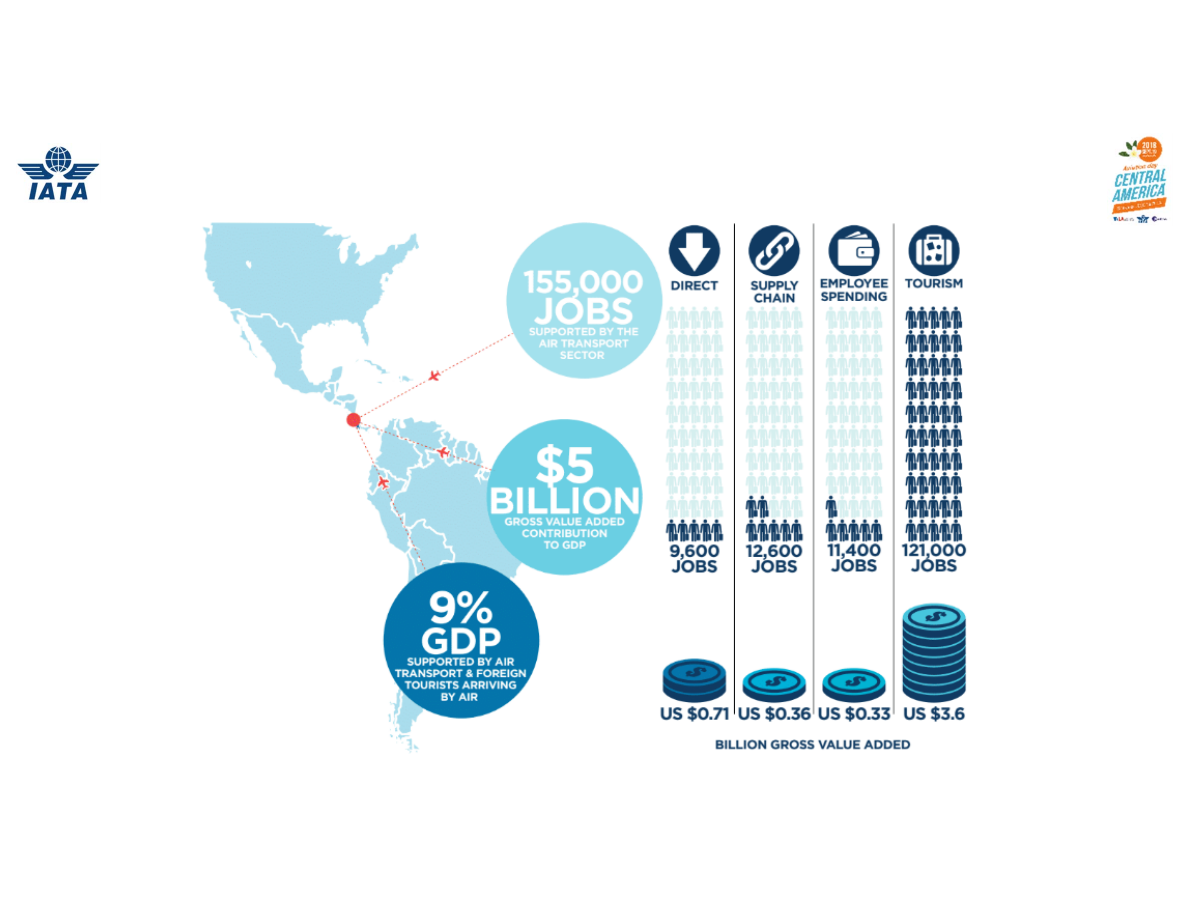 IATA
2018
Aviation day
CENTRAL
AMERICA
155,000
JOBS
SUPPORTED BY THE
AIR TRANSPORT
SECTOR
$5
BILLION
GROSS VALUE ADDED
CONTRIBUTION
TO GDP
9%
GDP
SUPPORTED BY AIR
TRANSPORT & FOREIGN
TOURISTS ARRIVING
BY AIR
DIRECT
SUPPLY
CHAIN
EMPLOYEE
SPENDING
TOURISM
9,600
JOBS
12,600
JOBS
11,400
JOBS
121,000
JOBS
US $0.71
US $0.36
US $0.33
US $3.6
BILLION GROSS VALUE ADDED